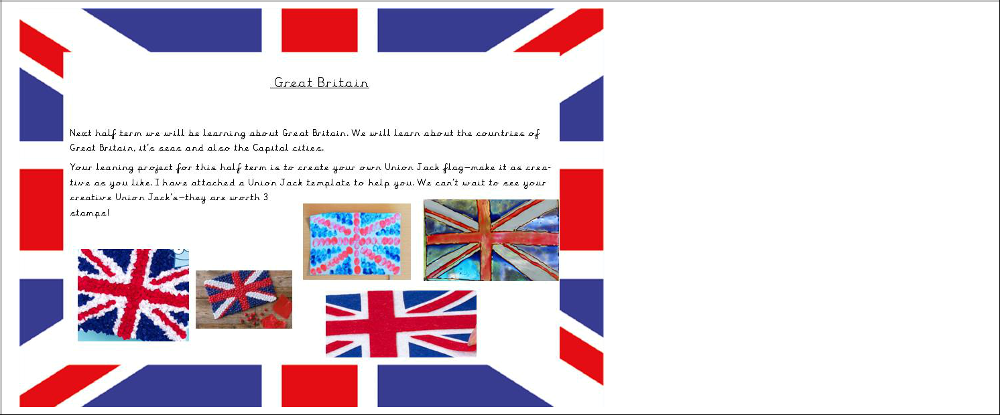 Great Britain
Next half term we will be learning about Great Britain. We will learn about the countries of
Great Britain, it's seas and also the Capital cities.
Your leaning project for this half term is to create your own Union Jack flag—make it as crea-
tive as you like. I have attached a Union Jack template to help you. We can't wait to see your
creative Union Jack's—they are worth 3
stamps!